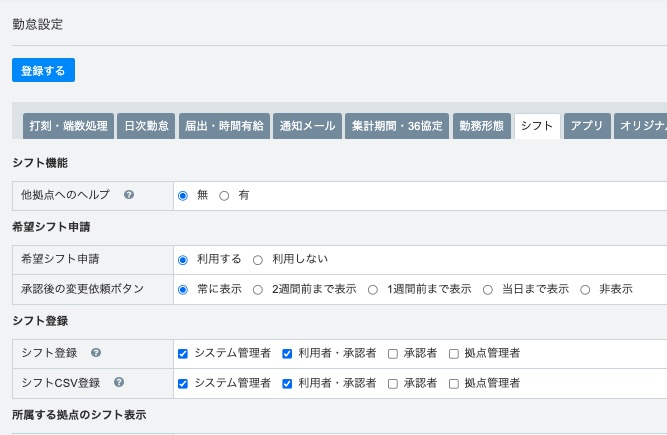 勤怠設定
登録する
打刻・端数処理 日次勤怠 届出・時間有給 通知メール 集計期間・36協定 勤務形態 シフト アプリ オリジナル
シフト機能
他拠点へのヘルプ ? 無 有
希望シフト申請
希望シフト申請 利用する 利用しない
承認後の変更依頼ボタン 常に表示 2週間前まで表示 1週間前まで表示 当日まで表示 非表示
シフト登録
シフト登録 ? システム管理者 利用者・承認者 承認者 拠点管理者
シフトCSV登録 ? システム管理者 利用者・承認者 承認者 拠点管理者
所属する拠点のシフト表示